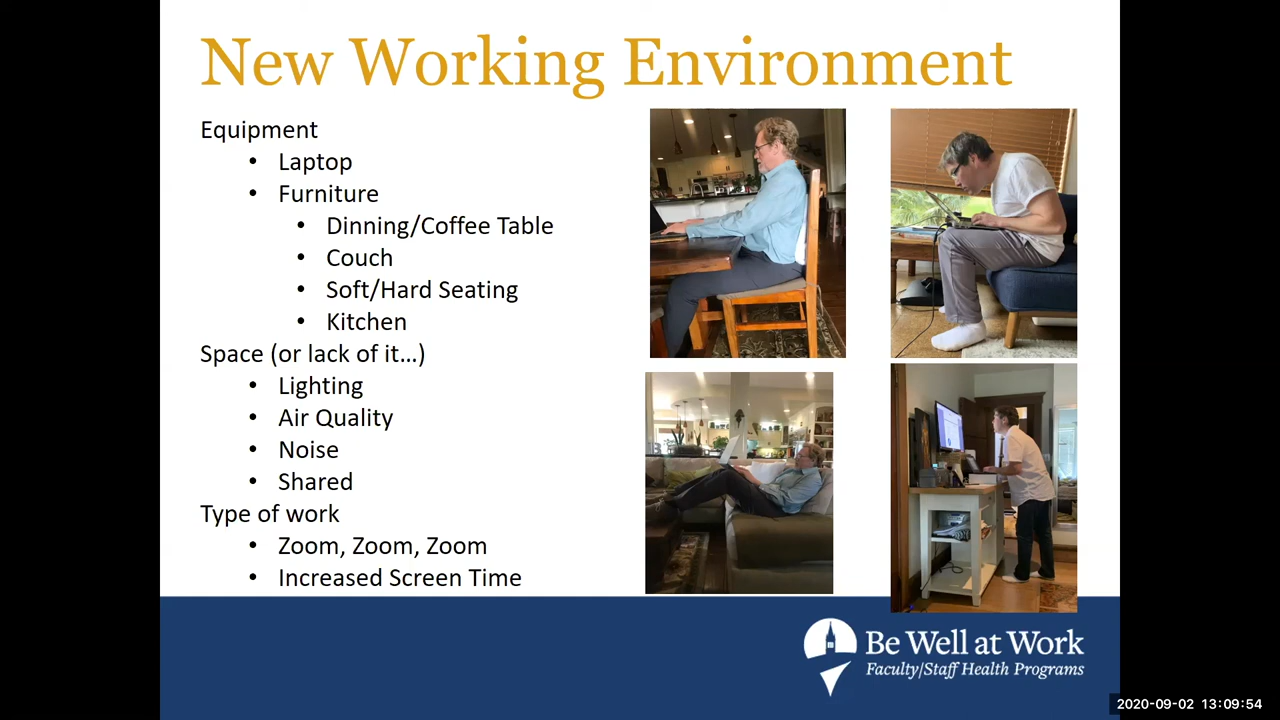 New Working Environment
Equipment
• Laptop
• Furniture
• Dinning/Coffee Table
• Couch
• Soft/Hard Seating
• Kitchen
Space (or lack of it…)
• Lighting
• Air Quality
• Noise
• Shared
Type of work
• Zoom, Zoom, Zoom
• Increased Screen Time
Be Well at Work
Faculty/Staff Health Programs
2020-09-02 13:09:54